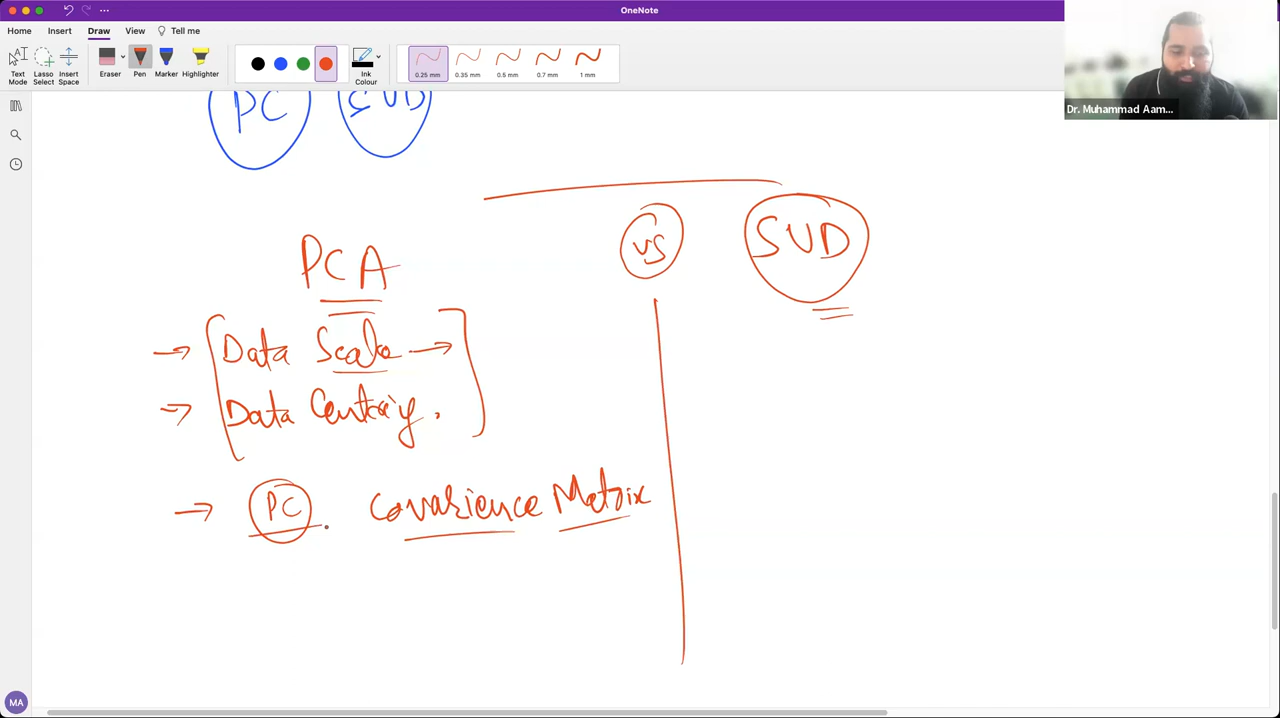 OneNote
Home Insert Draw View Tell me
Text Mode Lasso Select Insert Space Eraser Pen Marker Highlighter Ink Colour 0.25 mm 0.35 mm 0.5 mm 0.7 mm 1 mm
Dr. Muhammad Aam...
PC SVD
PCA vs SVD
→ Data Scale →
→ Data Centriy.
→ PC. Covarience Metrix
MA